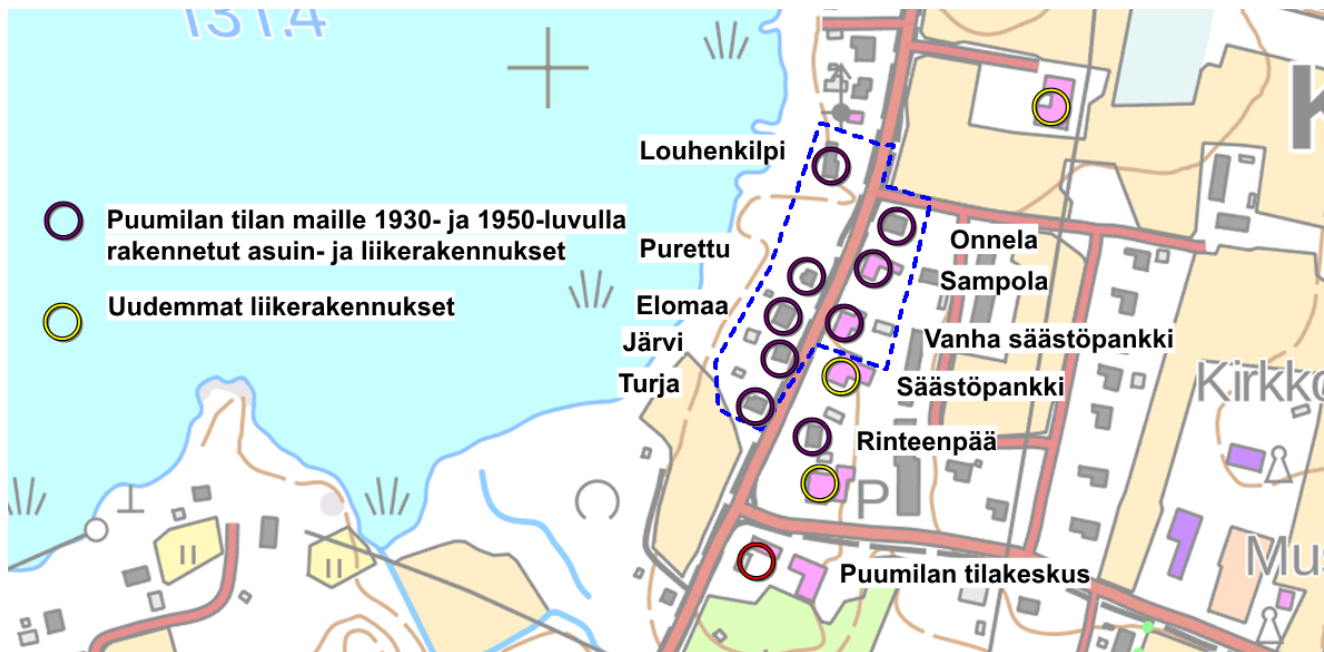 131.4
K
Louhenkilpi
Puumilan tilan maille 1930- ja 1950-luvulla
rakennetut asuin- ja liikerakennukset
Purettu
Onnela
Sampola
Uudemmat liikerakennukset
Elomaa
Järvi
Vanha säästöpankki
Turja
Säästöpankki
Kirkko
Rinteenpää
P
Mus
Puumilan tilakeskus